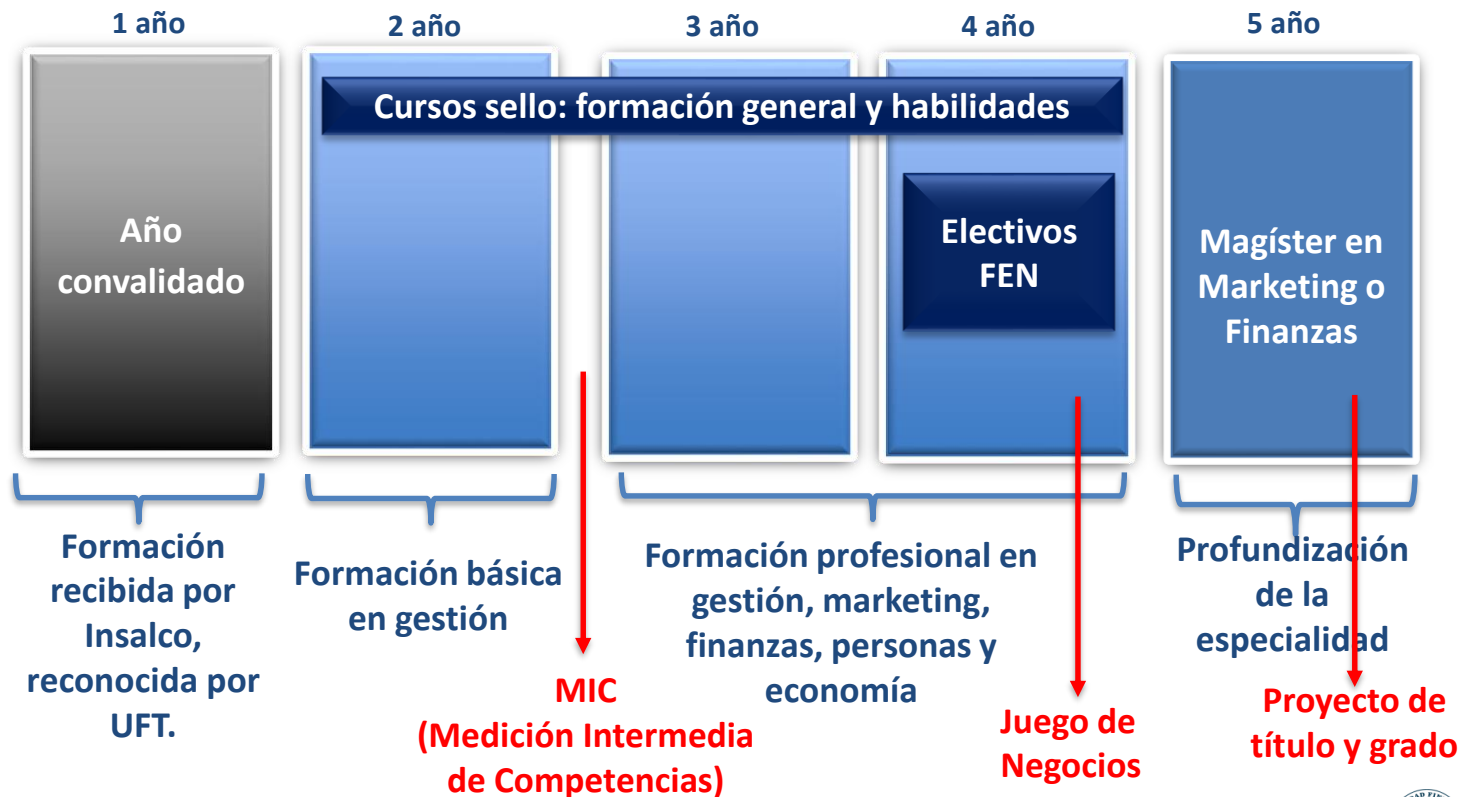 1 año
2 año
3 año
4 año
5 año
Cursos sello: formación general y habilidades
Año
convalidado
Electivos
FEN
Magíster en
Marketing o
Finanzas
Formación
recibida por
Insalco,
reconocida por
UFT.
Formación básica
en gestión
Formación profesional en
gestión, marketing,
finanzas, personas y
economía
Profundización
de la
especialidad
MIC
(Medición Intermedia
de Competencias)
Juego de
Negocios
Proyecto de
título y grado